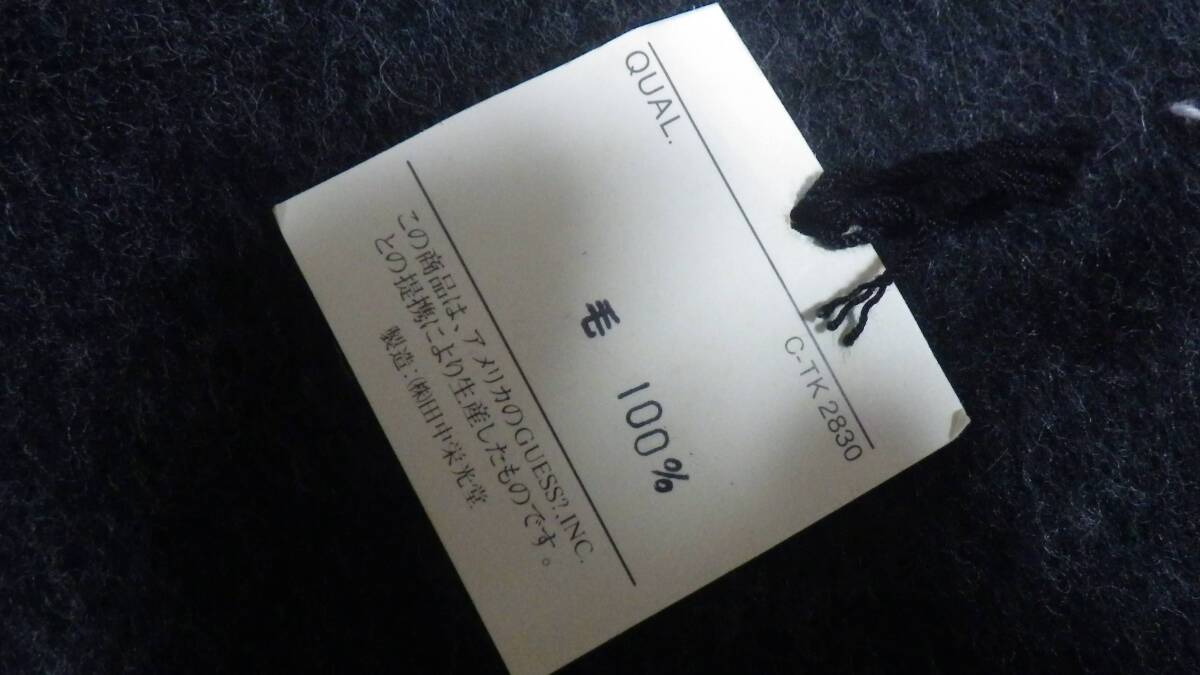 QUAL.
C-TK2830
毛 100%
この商品は、アメリカのGUESS?,INC.
との提携により生産したものです。
製造:㈱田中栄光堂